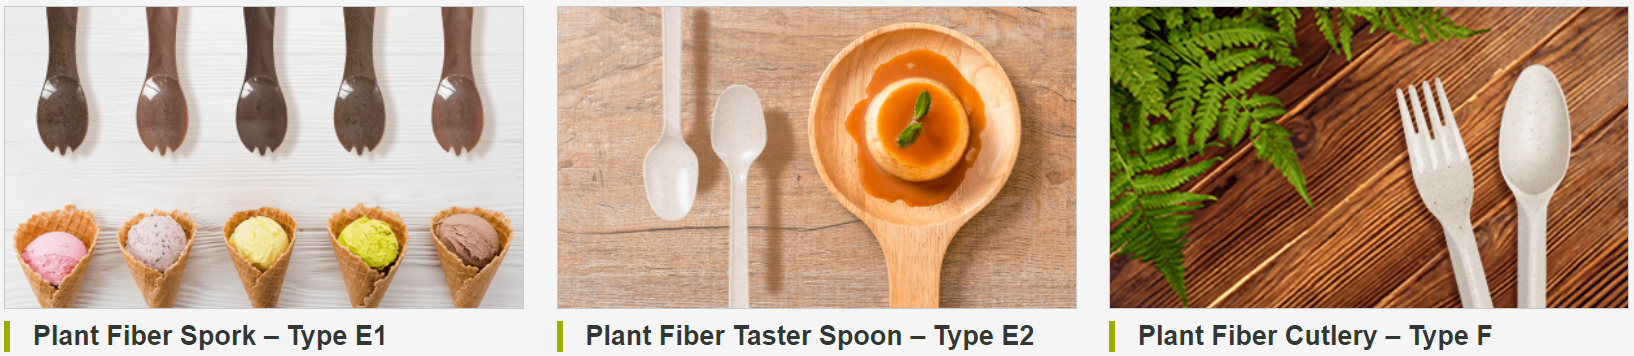 Plant Fiber Spork – Type E1
Plant Fiber Taster Spoon – Type E2
Plant Fiber Cutlery – Type F